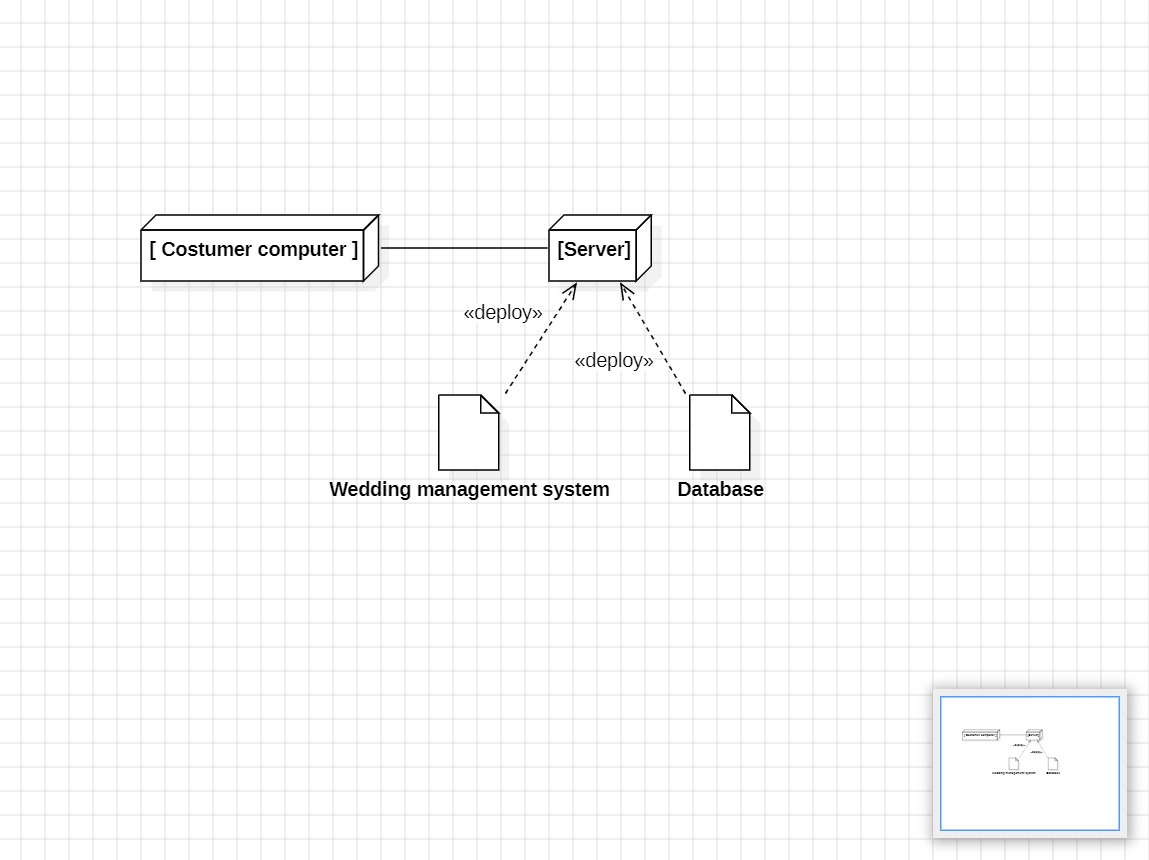 [ Costumer computer ]
[Server]
«deploy»
«deploy»
Wedding management system
Database